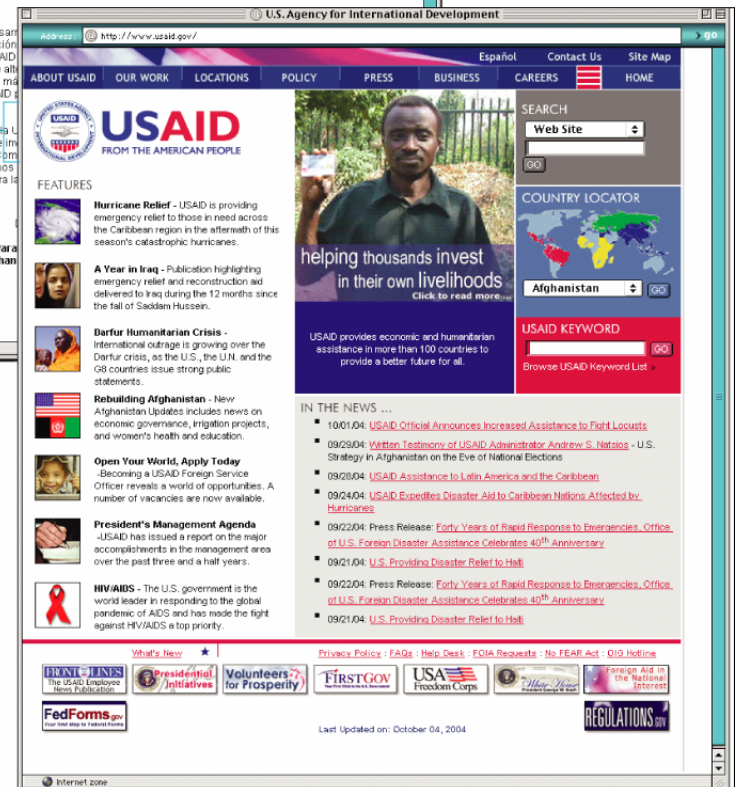 U.S. Agency for International Development
Address: http://www.usaid.gov/ go
Español Contact Us Site Map
ABOUT USAID OUR WORK LOCATIONS POLICY PRESS BUSINESS CAREERS HOME
USAID
USAID
FROM THE AMERICAN PEOPLE
FEATURES
Hurricane Relief - USAID is providing
emergency relief to those in need across
the Caribbean region in the aftermath of this
season's catastrophic hurricanes.
A Year in Iraq - Publication highlighting
emergency relief and reconstruction aid
delivered to Iraq during the 12 months since
the fall of Saddam Hussein.
Darfur Humanitarian Crisis -
International outrage is growing over the
Darfur crisis, as the U.S., the U.N. and the
G8 countries issue strong public
statements.
Rebuilding Afghanistan - New
Afghanistan Updates includes news on
economic governance, irrigation projects,
and women's health and education.
Open Your World, Apply Today
-Becoming a USAID Foreign Service
Officer reveals a world of opportunities. A
number of vacancies are now available.
President's Management Agenda
-USAID has issued a report on the major
accomplishments in the management area
over the past three and a half years.
HIV/AIDS - The U.S. government is the
world leader in responding to the global
pandemic of AIDS and has made the fight
against HIV/AIDS a top priority.
helping thousands invest
in their own livelihoods
Click to read more ...
USAID provides economic and humanitarian
assistance in more than 100 countries to
provide a better future for all.
SEARCH
Web Site
GO
COUNTRY LOCATOR
Afghanistan GO
USAID KEYWORD
GO
Browse USAID Keyword List »
IN THE NEWS ...
10/01/04: USAID Official Announces Increased Assistance to Fight Locusts
09/29/04: Written Testimony of USAID Administrator Andrew S. Natsios - U.S.
Strategy in Afghanistan on the Eve of National Elections
09/28/04: USAID Assistance to Latin America and the Caribbean
09/24/04: USAID Expedites Disaster Aid to Caribbean Nations Affected by
Hurricanes
09/22/04: Press Release: Forty Years of Rapid Response to Emergencies, Office
of U.S. Foreign Disaster Assistance Celebrates 40th Anniversary
09/21/04: U.S. Providing Disaster Relief to Haiti
09/22/04: Press Release: Forty Years of Rapid Response to Emergencies, Office
of U.S. Foreign Disaster Assistance Celebrates 40th Anniversary
09/21/04: U.S. Providing Disaster Relief to Haiti
What's New
Privacy Policy : FAQs : Help Desk : FOIA Requests : No FEAR Act : OIG Hotline
FRONT LINES
The USAID Employee
News Publication
Presidential
Initiatives
Volunteers
for Prosperity
FIRSTGOV
Your First Click to the U.S. Government
USA
Freedom Corps
White House
President George W. Bush
Foreign Aid in
the National
Interest
FedForms.gov
Your first stop to Federal Forms
REGULATIONS.gov
Last Updated on: October 04, 2004
Internet zone